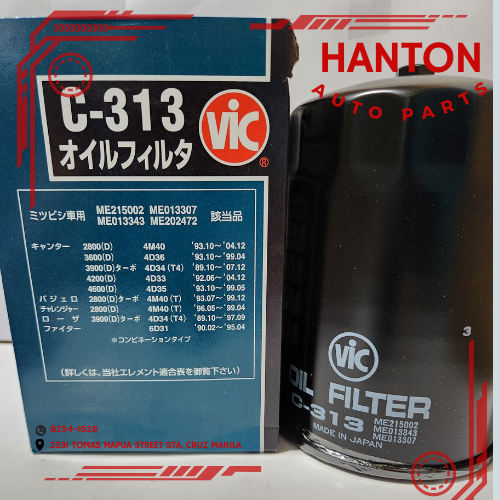 HANTON
AUTO PARTS
C-313
オイルフィルタ
VIC
®
ミツビシ車用 ME215002 ME013307 該当品
ME013343 ME202472
キャンター 2800(D) 4M40 '93.10〜'04.12
3600(D) 4D36 '93.10〜'99.04
3900(D)ターボ 4D34(T4) '89.10〜'07.12
4200(D) 4D33 '92.06〜'04.12
4600(D) 4D35 '93.10〜'99.05
パジェロ 2800(D)ターボ 4M40(T) '93.07〜'99.12
チャレンジャー 2800(D)ターボ 4M40(T) '96.05〜'99.04
ローザ 3900(D)ターボ 4D34(T4) '89.10〜'97.09
ファイター 6D31 '90.02〜'95.04
※コンビネーションタイプ
(詳しくは、当社エレメント適合表を御覧下さい)
VIC
OIL FILTER
C-313
ME215002
ME013343
ME013307
MADE IN JAPAN
3
8254-1628
2251 TOMAS MAPUA STREET STA. CRUZ MANILA